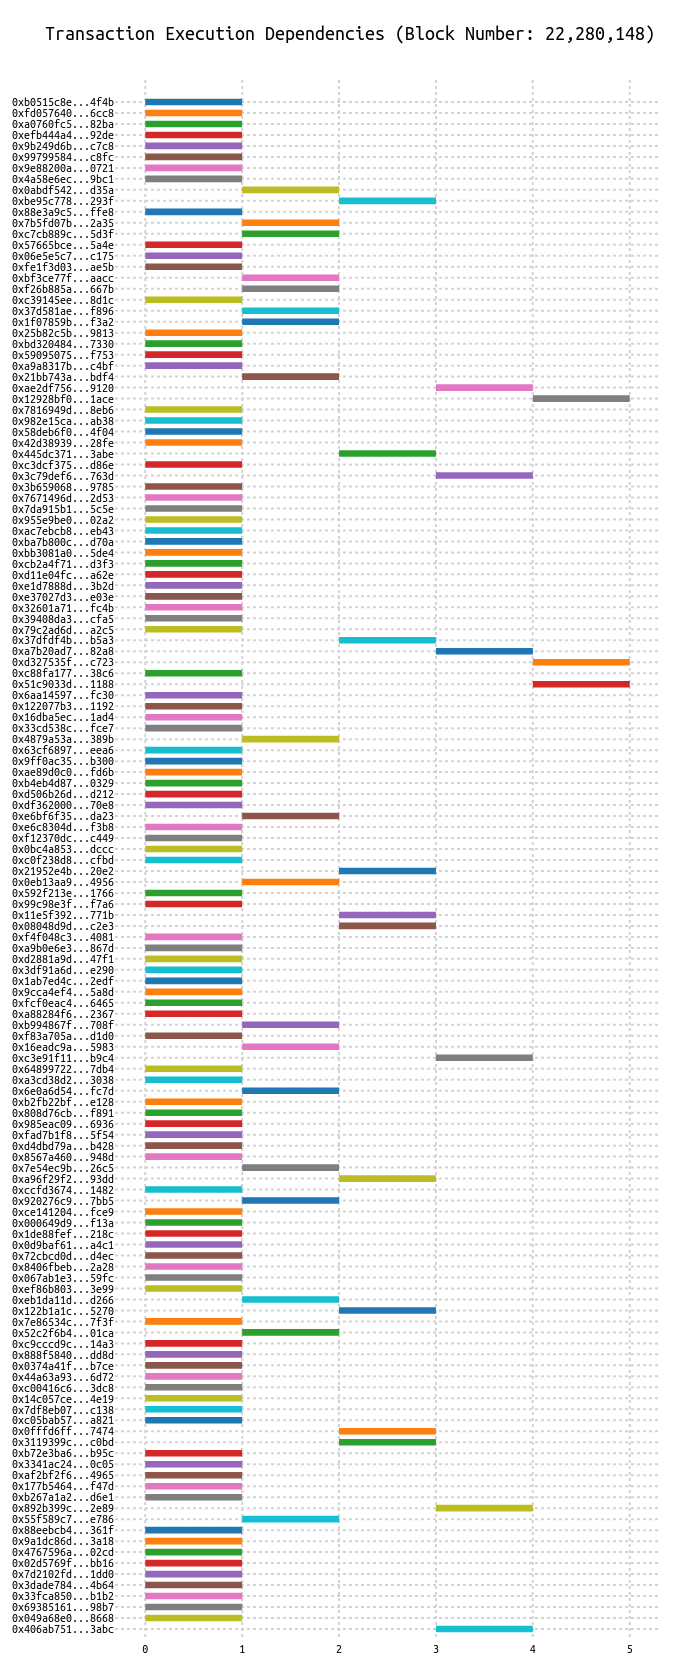 Transaction Execution Dependencies (Block Number: 22,280,148)
0xb0515c8e...4f4b
0xfd057640...6cc8
0xa0760fc5...82ba
0xefb444a4...92de
0x9b249d6b...c7c8
0x99799584...c8fc
0x9e88200a...0721
0x4a58e6ec...9bc1
0x0abdf542...d35a
0xbe95c778...293f
0x88e3a9c5...ffe8
0x7b5fd07b...2a35
0xc7cb889c...5d3f
0x57665bce...5a4e
0x06e5e5c7...c175
0xfe1f3d03...ae5b
0xbf3ce77f...aacc
0xf26b885a...667b
0xc39145ee...8d1c
0x37d581ae...f896
0x1f07859b...f3a2
0x25b82c5b...9813
0xbd320484...7330
0x59095075...f753
0xa9a8317b...c4bf
0x21bb743a...bdf4
0xae2df756...9120
0x12928bf0...1ace
0x7816949d...8eb6
0x982e15ca...ab38
0x58deb6f0...4f04
0x42d38939...28fe
0x445dc371...3abe
0xc3dcf375...d86e
0x3c79def6...763d
0x3b659068...9785
0x7671496d...2d53
0x7da915b1...5c5e
0x955e9be0...02a2
0xac7ebcb8...eb43
0xba7b800c...d70a
0xbb3081a0...5de4
0xcb2a4f71...d3f3
0xd11e04fc...a62e
0xe1d7888d...3b2d
0xe37027d3...e03e
0x32601a71...fc4b
0x39408da3...cfa5
0x79c2ad6d...a2c5
0x37dfdf4b...b5a3
0xa7b20ad7...82a8
0xd327535f...c723
0xc88fa177...38c6
0x51c9033d...1188
0x6aa14597...fc30
0x122077b3...1192
0x16dba5ec...1ad4
0x33cd538c...fce7
0x4879a53a...389b
0x63cf6897...eea6
0x9ff0ac35...b300
0xae89d0c0...fd6b
0xb4eb4d87...0329
0xd506b26d...d212
0xdf362000...70e8
0xe6bf6f35...da23
0xe6c8304d...f3b8
0xf12370dc...c449
0x0bc4a853...dccc
0xc0f238d8...cfbd
0x21952e4b...20e2
0x0eb13aa9...4956
0x592f213e...1766
0x99c98e3f...f7a6
0x11e5f392...771b
0x08048d9d...c2e3
0xf4f048c3...4081
0xa9b0e6e3...867d
0xd2881a9d...47f1
0x3df91a6d...e290
0x1ab7ed4c...2edf
0x9cca4ef4...5a8d
0xfcf0eac4...6465
0xa88284f6...2367
0xb994867f...708f
0xf83a705a...d1d0
0x16eadc9a...5983
0xc3e91f11...b9c4
0x64899722...7db4
0xa3cd38d2...3038
0x6e0a6d54...fc7d
0xb2fb22bf...e128
0x808d76cb...f891
0x985eac09...6936
0xfad7b1f8...5f54
0xd4dbd79a...b428
0x8567a460...948d
0x7e54ec9b...26c5
0xa96f29f2...93dd
0xccfd3674...1482
0x920276c9...7bb5
0xce141204...fce9
0x000649d9...f13a
0x1de88fef...218c
0x0d9baf61...a4c1
0x72cbcd0d...d4ec
0x8406fbeb...2a28
0x067ab1e3...59fc
0xef86b803...3e99
0xeb1da11d...d266
0x122b1a1c...5270
0x7e86534c...7f3f
0x52c2f6b4...01ca
0xc9cccd9c...14a3
0x888f5840...dd8d
0x0374a41f...b7ce
0x44a63a93...6d72
0xc00416c6...3dc8
0x14c057ce...4e19
0x7df8eb07...c138
0xc05bab57...a821
0x0fffd6ff...7474
0x3119399c...c0bd
0xb72e3ba6...b95c
0x3341ac24...0c05
0xaf2bf2f6...4965
0x177b5464...f47d
0xb267a1a2...d6e1
0x892b399c...2e89
0x55f589c7...e786
0x88eebcb4...361f
0x9a1dc86d...3a18
0x4767596a...02cd
0x02d5769f...bb16
0x7d2102fd...1dd0
0x3dade784...4b64
0x33fca850...b1b2
0x69385161...98b7
0x049a68e0...8668
0x406ab751...3abc
0 1 2 3 4 5